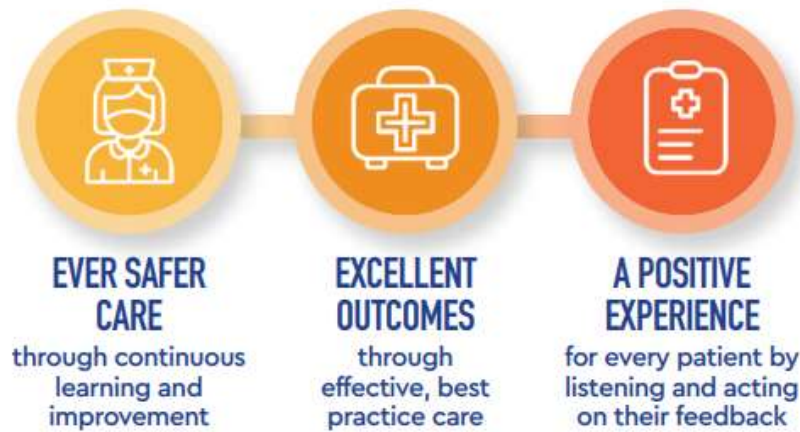 EVER SAFER
CARE
through continuous
learning and
improvement
EXCELLENT
OUTCOMES
through
effective, best
practice care
A POSITIVE
EXPERIENCE
for every patient by
listening and acting
on their feedback